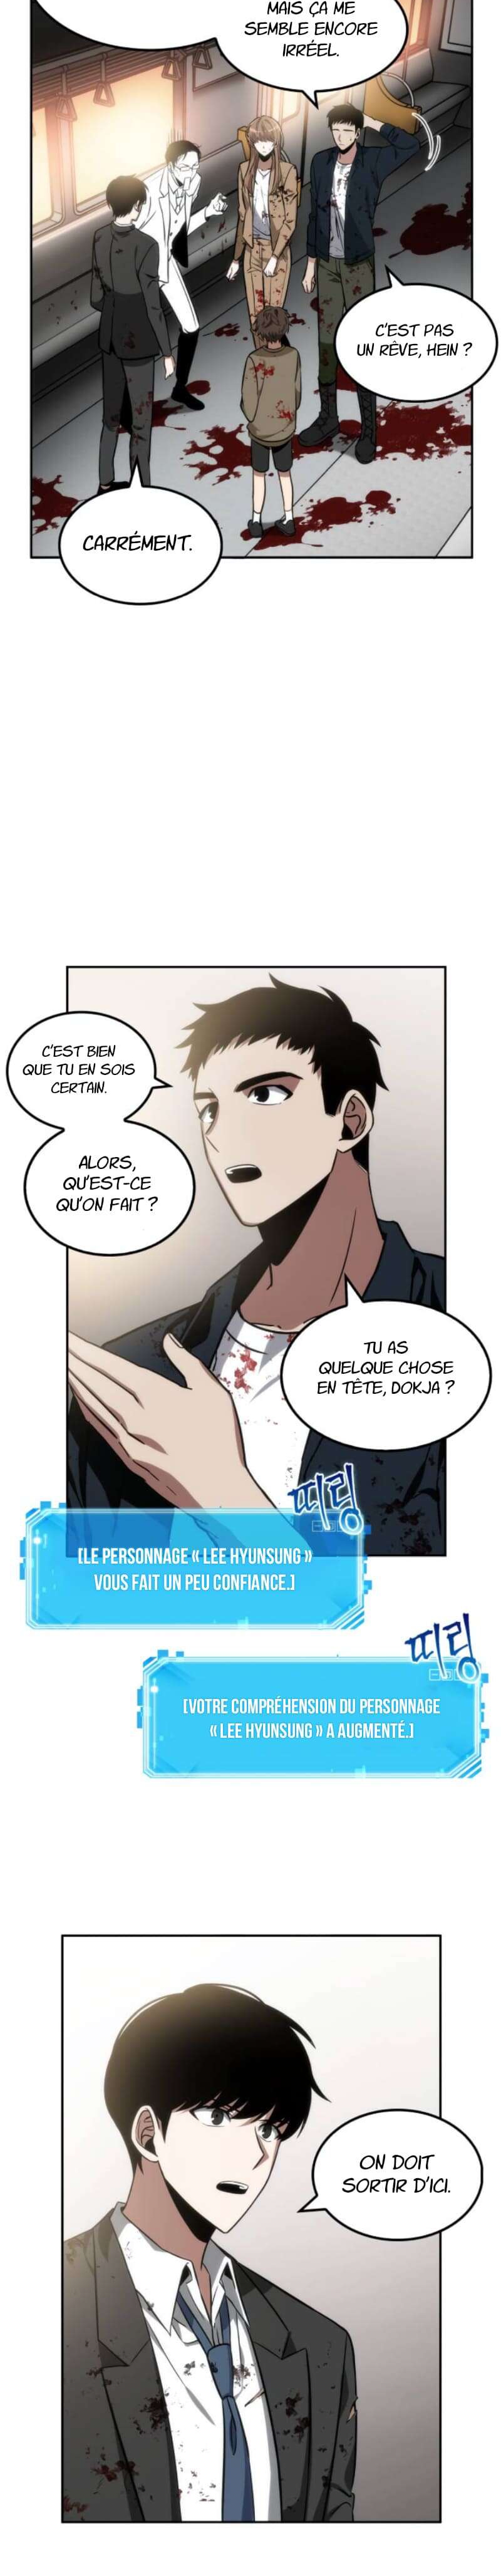 MAIS ÇA ME
SEMBLE ENCORE
IRRÉEL.
C'EST PAS
UN RÊVE, HEIN ?
CARRÉMENT.
C'EST BIEN
QUE TU EN SOIS
CERTAIN.
ALORS,
QU'EST-CE
QU'ON FAIT ?
TU AS
QUELQUE CHOSE
EN TÊTE, DOKJA ?
띠링
[LE PERSONNAGE « LEE HYUNSUNG »
VOUS FAIT UN PEU CONFIANCE.]
띠링
[VOTRE COMPRÉHENSION DU PERSONNAGE
« LEE HYUNSUNG » A AUGMENTÉ.]
ON DOIT
SORTIR D'ICI.